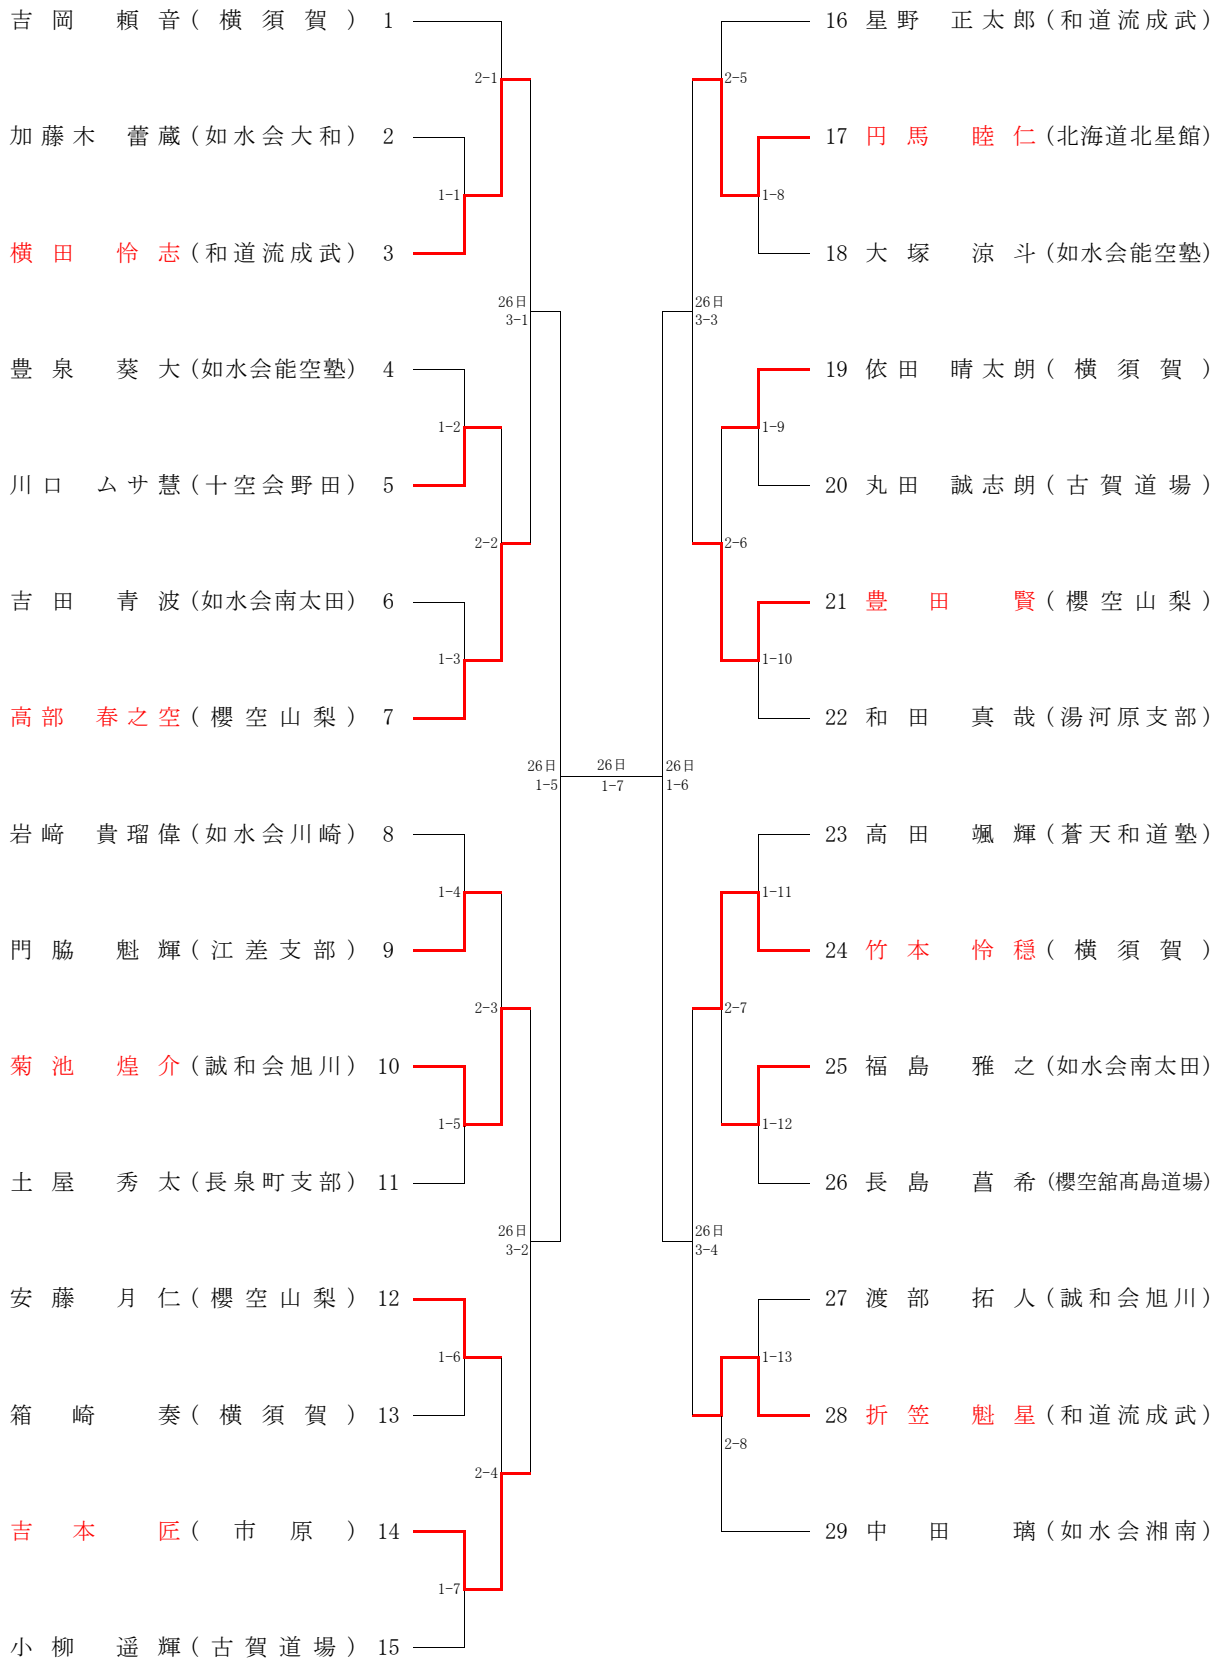 吉岡 頼音(横須賀) 1
2-1
加藤木 蕾蔵(如水会大和) 2
1-1
横田 怜志(和道流成武) 3
26日
3-1
豊泉 葵大(如水会能空塾) 4
1-2
川口 ムサ慧(十空会野田) 5
2-2
吉田 青波(如水会南太田) 6
1-3
高部 春之空(櫻空山梨) 7
26日
1-5
岩﨑 貴瑠偉(如水会川崎) 8
1-4
門脇 魁輝(江差支部) 9
2-3
菊池 煌介(誠和会旭川) 10
1-5
土屋 秀太(長泉町支部) 11
26日
3-2
安藤 月仁(櫻空山梨) 12
1-6
箱崎 奏(横須賀) 13
2-4
吉本 匠(市原) 14
1-7
小柳 遥輝(古賀道場) 15
26日
1-7
16 星野 正太郎(和道流成武)
2-5
17 円馬 睦仁(北海道北星館)
1-8
18 大塚 涼斗(如水会能空塾)
26日
3-3
19 依田 晴太朗(横須賀)
1-9
20 丸田 誠志朗(古賀道場)
2-6
21 豊田 賢(櫻空山梨)
1-10
22 和田 真哉(湯河原支部)
26日
1-6
23 高田 颯輝(蒼天和道塾)
1-11
24 竹本 怜穏(横須賀)
2-7
25 福島 雅之(如水会南太田)
1-12
26 長島 菖希(櫻空舘髙島道場)
26日
3-4
27 渡部 拓人(誠和会旭川)
1-13
28 折笠 魁星(和道流成武)
2-8
29 中田 璃(如水会湘南)